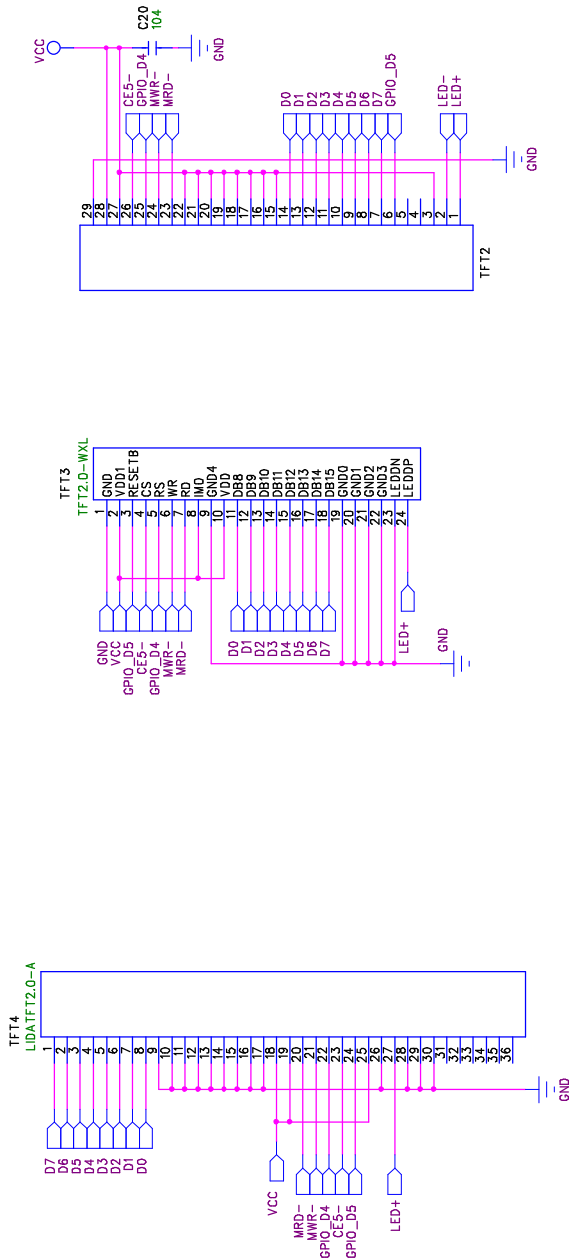 VCC
C20
104
GND
CE5-
GPIO_D4
MWR-
MRD-
D0
D1
D2
D3
D4
D5
D6
D7
GPIO_D5
LED-
LED+
GND
29
28
27
26
25
24
23
22
21
20
19
18
17
16
15
14
13
12
11
10
9
8
7
6
5
4
3
2
1
TFT2
TFT3
TFT2.0-WXL
1 GND
2 VDD1
3 RESETB
4 CS
5 RS
6 WR
7 RD
8 IM0
9 GND4
10 VDD
11 DB8
12 DB9
13 DB10
14 DB11
15 DB12
16 DB13
17 DB14
18 DB15
19 GND0
20 GND1
21 GND2
22 GND3
23 LEDDN
24 LEDDP
GND
VCC
GPIO_D5
CE5-
GPIO_D4
MWR-
MRD-
D0
D1
D2
D3
D4
D5
D6
D7
LED+
GND
TFT4
LIDATFT2.0-A
1
2
3
4
5
6
7
8
9
10
11
12
13
14
15
16
17
18
19
20
21
22
23
24
25
26
27
28
29
30
31
32
33
34
35
36
D7
D6
D5
D4
D3
D2
D1
D0
VCC
MRD-
MWR-
GPIO_D4
CE5-
GPIO_D5
LED+
GND